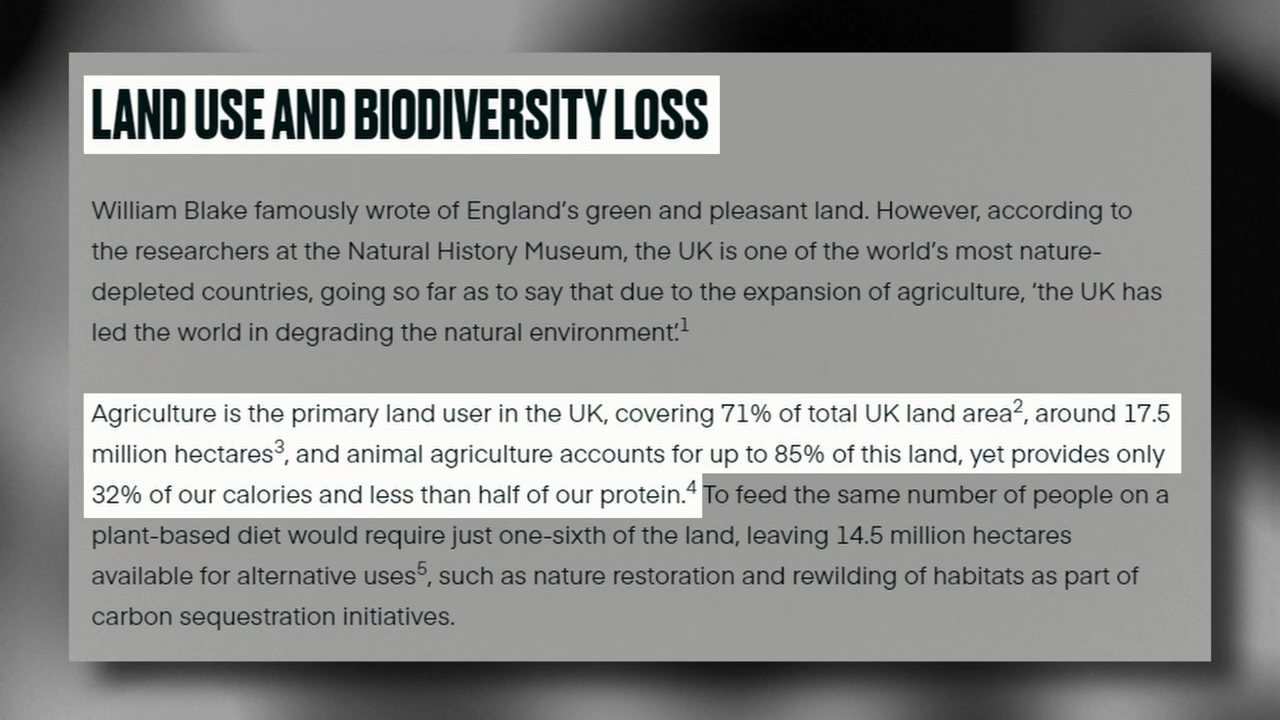 LAND USE AND BIODIVERSITY LOSS
William Blake famously wrote of England’s green and pleasant land. However, according to
the researchers at the Natural History Museum, the UK is one of the world’s most nature-
depleted countries, going so far as to say that due to the expansion of agriculture, ‘the UK has
led the world in degrading the natural environment’.1
Agriculture is the primary land user in the UK, covering 71% of total UK land area2, around 17.5
million hectares3, and animal agriculture accounts for up to 85% of this land, yet provides only
32% of our calories and less than half of our protein.4 To feed the same number of people on a
plant-based diet would require just one-sixth of the land, leaving 14.5 million hectares
available for alternative uses5, such as nature restoration and rewilding of habitats as part of
carbon sequestration initiatives.